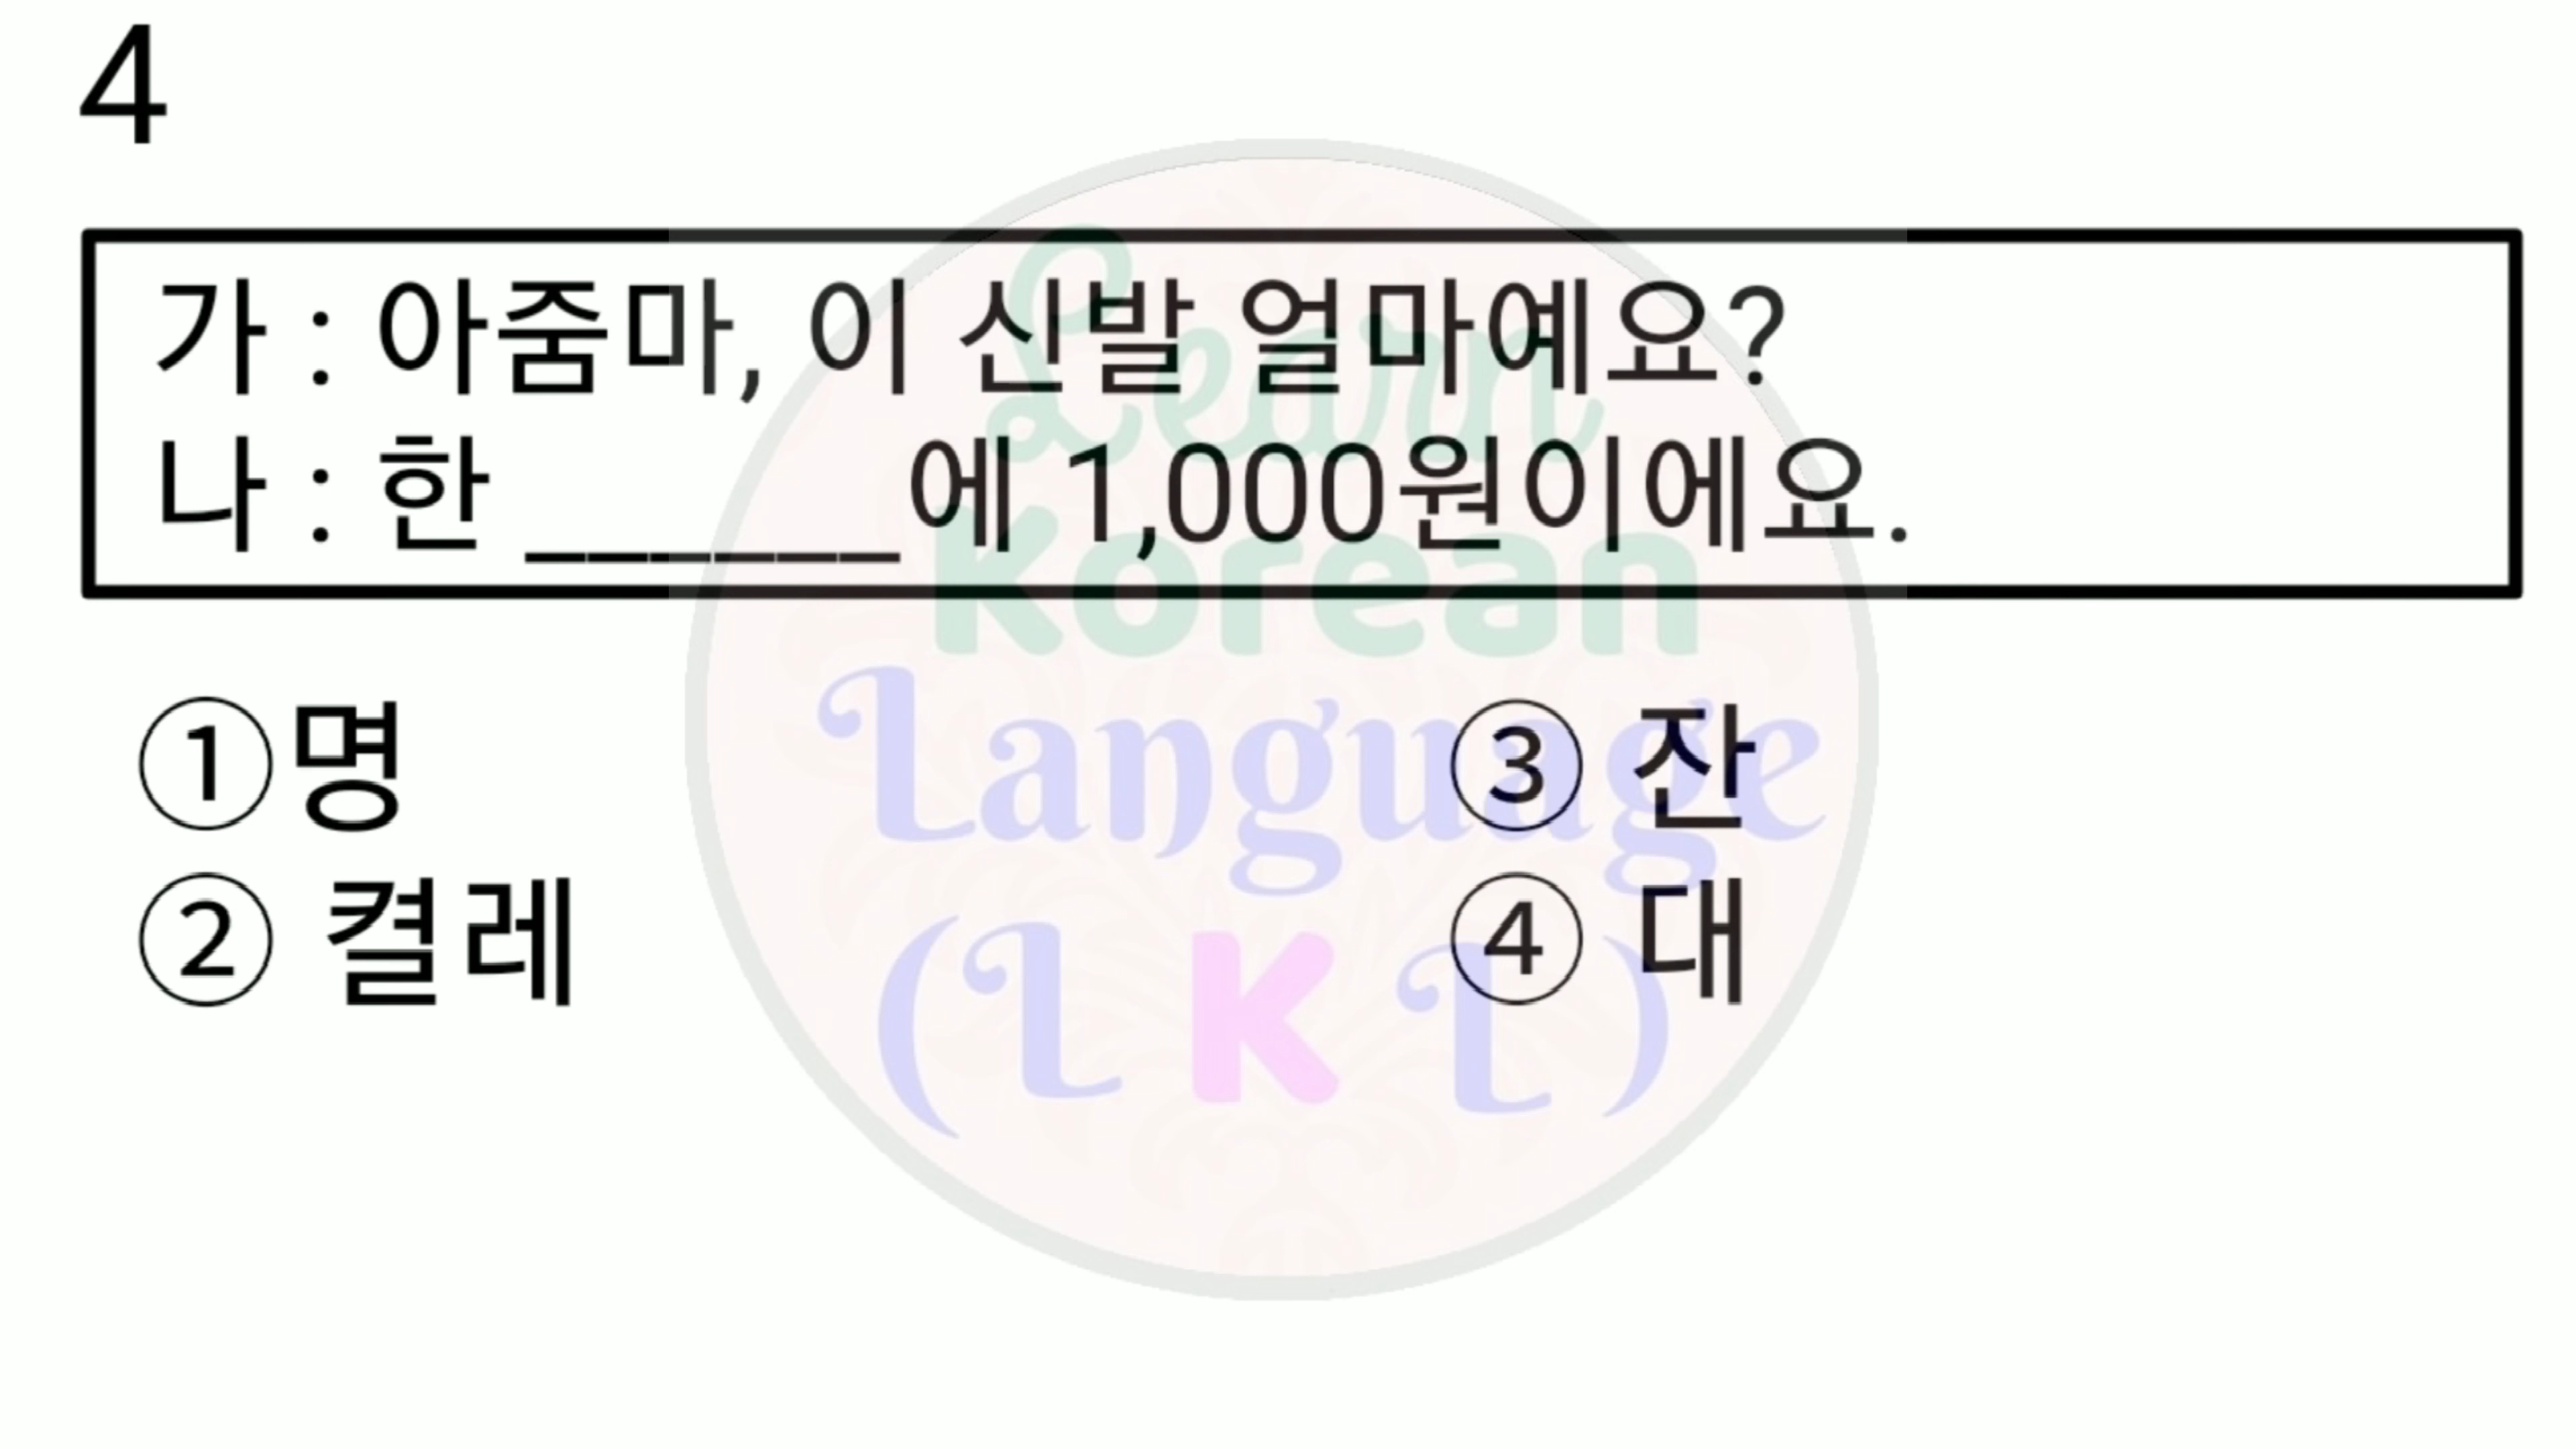 4
가 : 아줌마, 이 신발 얼마예요?
나 : 한 ______에 1,000원이에요.
①명
② 켤레
③ 잔
④ 대
Learn
Korean
Language
(L K L)